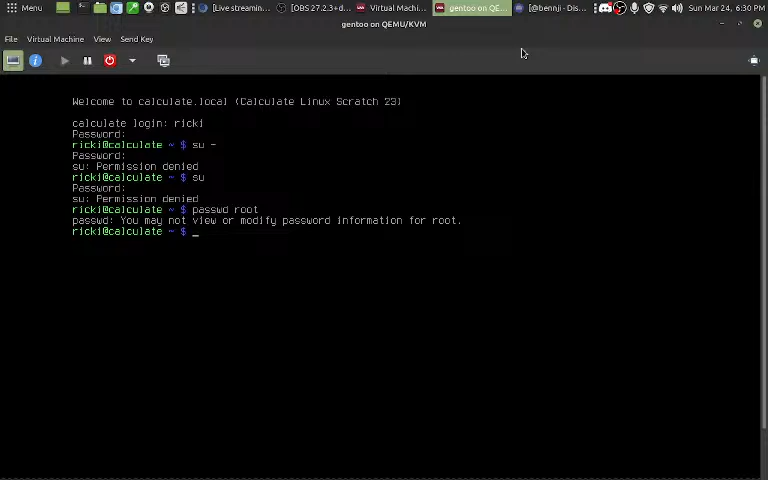 Menu
[Live streamin...
[OBS 27.2.3+d...
Virtual Machi...
gentoo on QE...
[@bennji - Dis...
Sun Mar 24, 6:30 PM
gentoo on QEMU/KVM
File Virtual Machine View Send Key
Welcome to calculate.local (Calculate Linux Scratch 23)
calculate login: ricki
Password:
ricki@calculate ~ $ su -
Password:
su: Permission denied
ricki@calculate ~ $ su
Password:
su: Permission denied
ricki@calculate ~ $ passwd root
passwd: You may not view or modify password information for root.
ricki@calculate ~ $ _